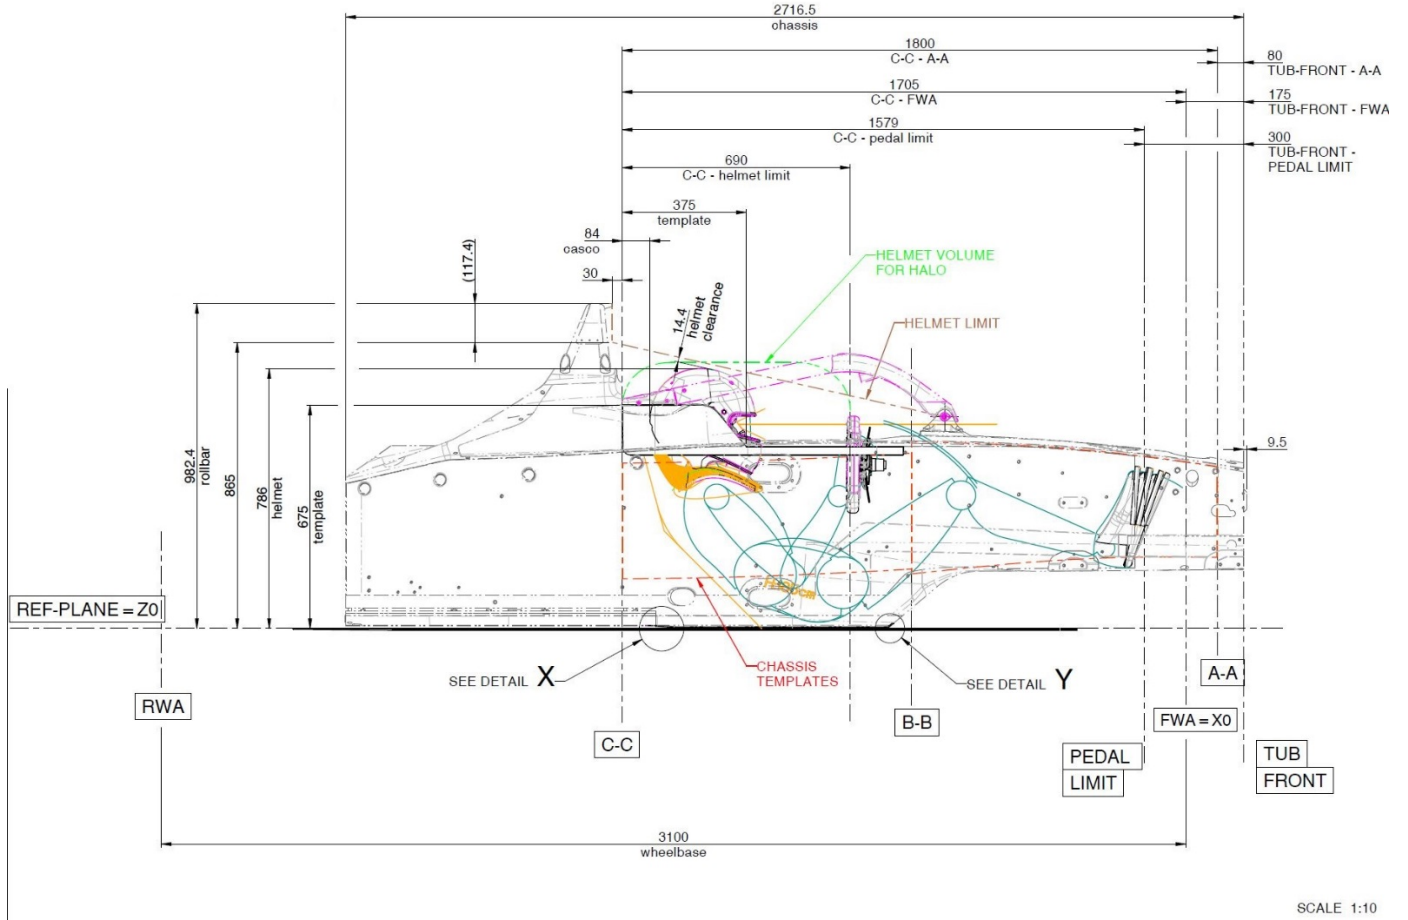 2716.5
chassis
1800
C-C - A-A
80
TUB-FRONT - A-A
1705
C-C - FWA
175
TUB-FRONT - FWA
1579
C-C - pedal limit
300
TUB-FRONT -
PEDAL LIMIT
690
C-C - helmet limit
375
template
84
casco
30
(117.4)
HELMET VOLUME
FOR HALO
14.4
helmet
clearance
HELMET LIMIT
982.4
rollbar
865
786
helmet
675
template
9.5
REF-PLANE = Z0
SEE DETAIL X
CHASSIS
TEMPLATES
SEE DETAIL Y
A-A
RWA
B-B
FWA = X0
C-C
PEDAL
LIMIT
TUB
FRONT
3100
wheelbase
SCALE 1:10